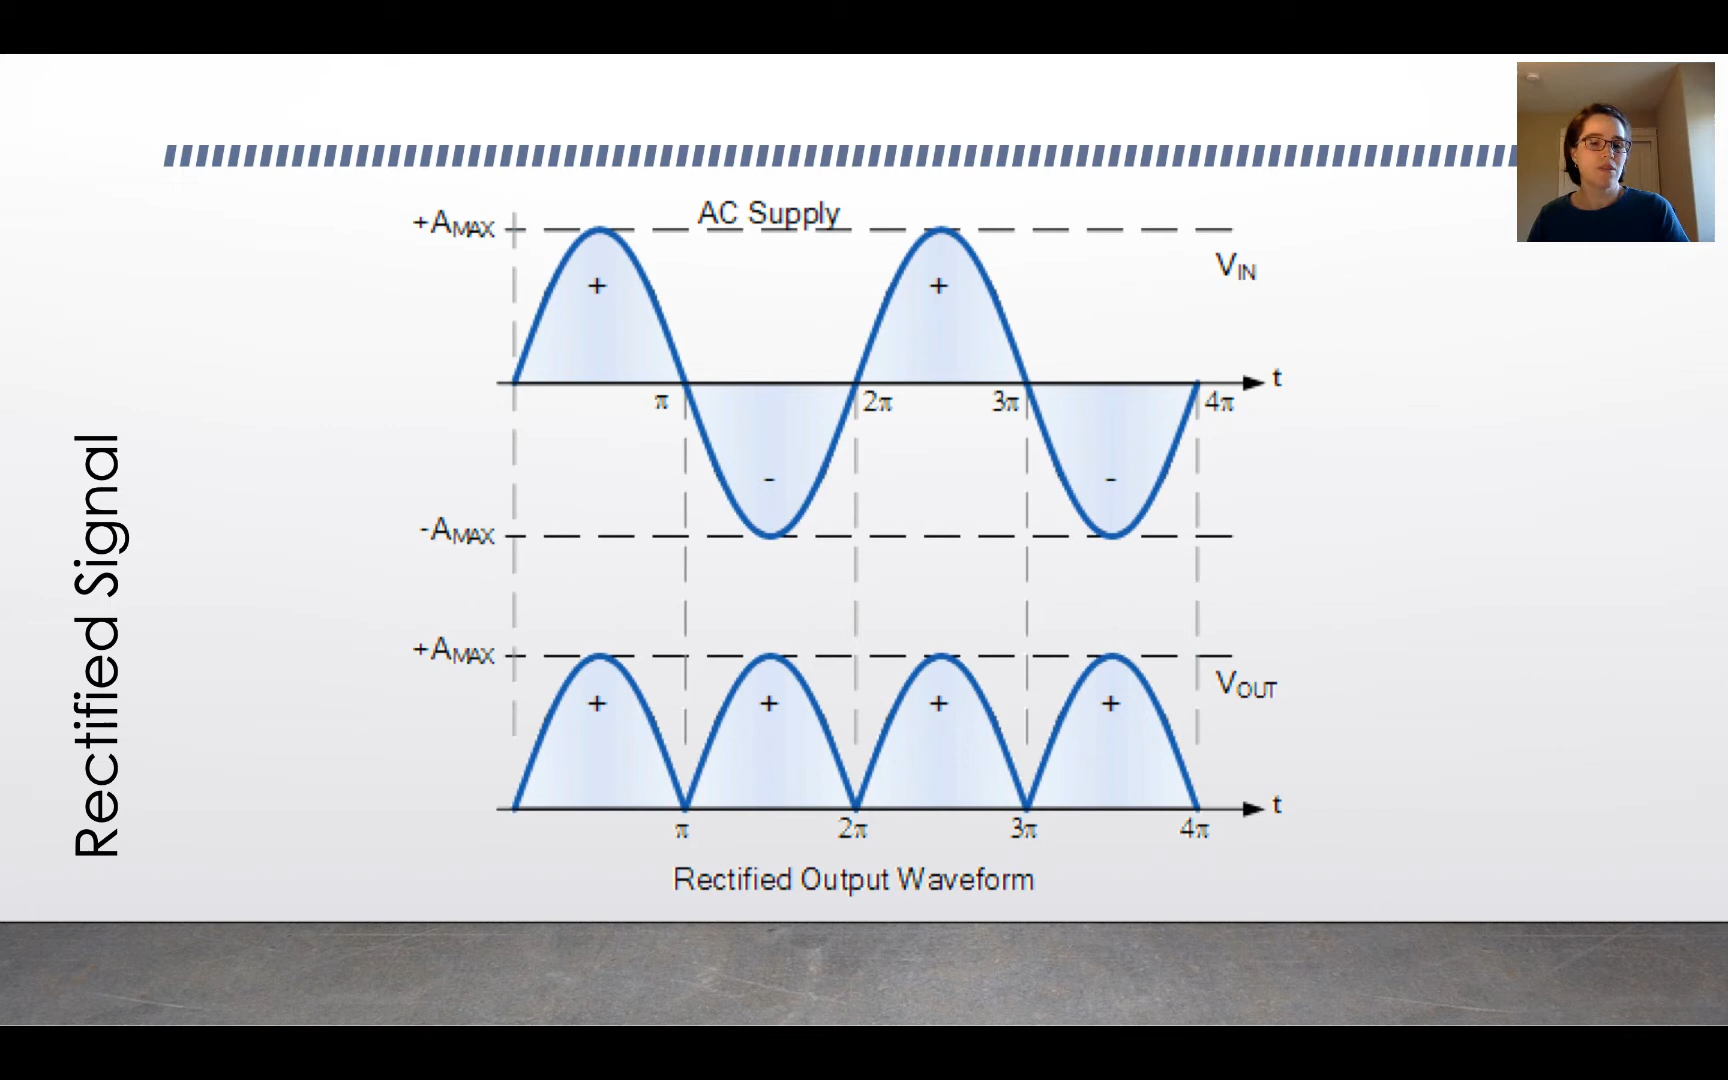 Rectified Signal
AC Supply
+AMAX
VIN
+
+
t
π
2π
3π
4π
-
-
-AMAX
+AMAX
VOUT
+
+
+
+
t
π
2π
3π
4π
Rectified Output Waveform